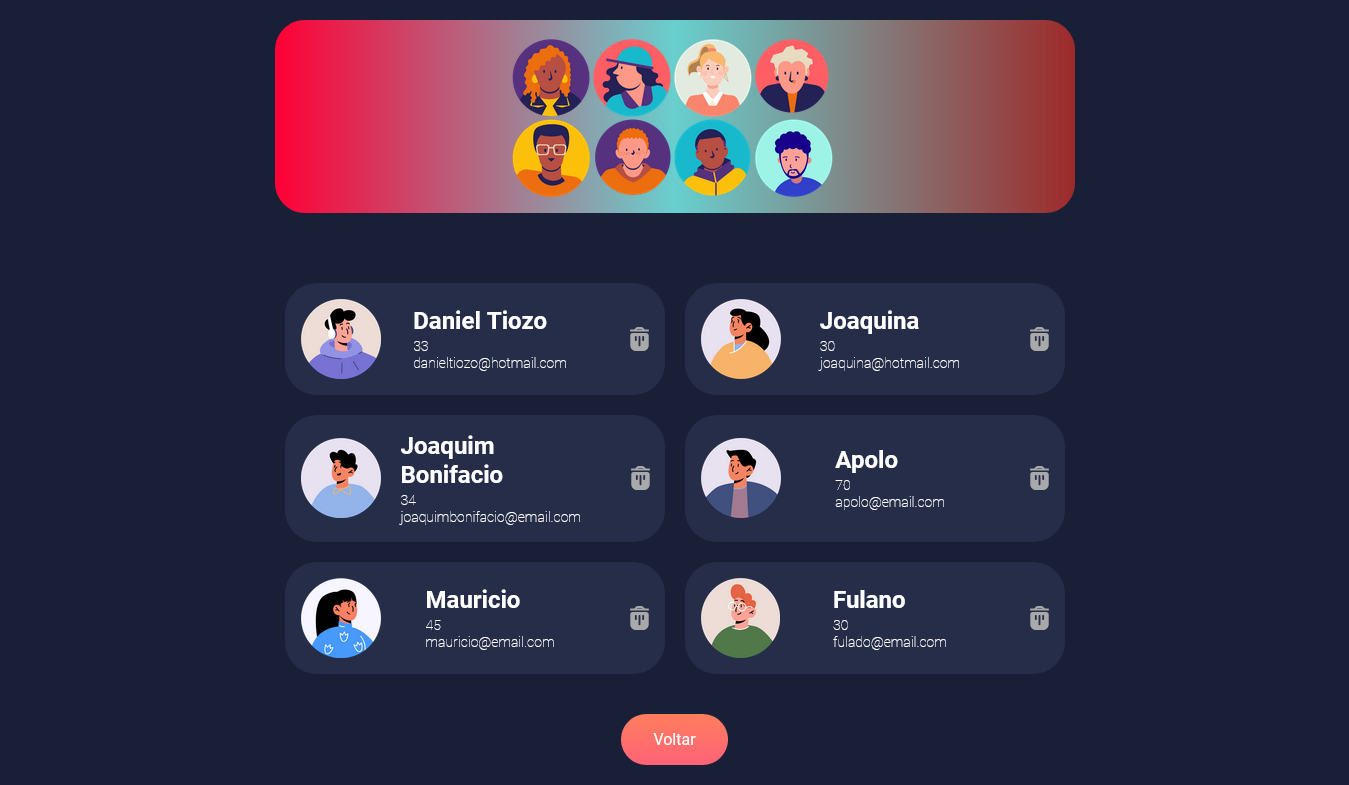 Daniel Tiozo
33
danieltiozo@hotmail.com
Joaquina
30
joaquina@hotmail.com
Joaquim
Bonifacio
34
joaquimbonifacio@email.com
Apolo
70
apolo@email.com
Mauricio
45
mauricio@email.com
Fulano
30
fulado@email.com
Voltar